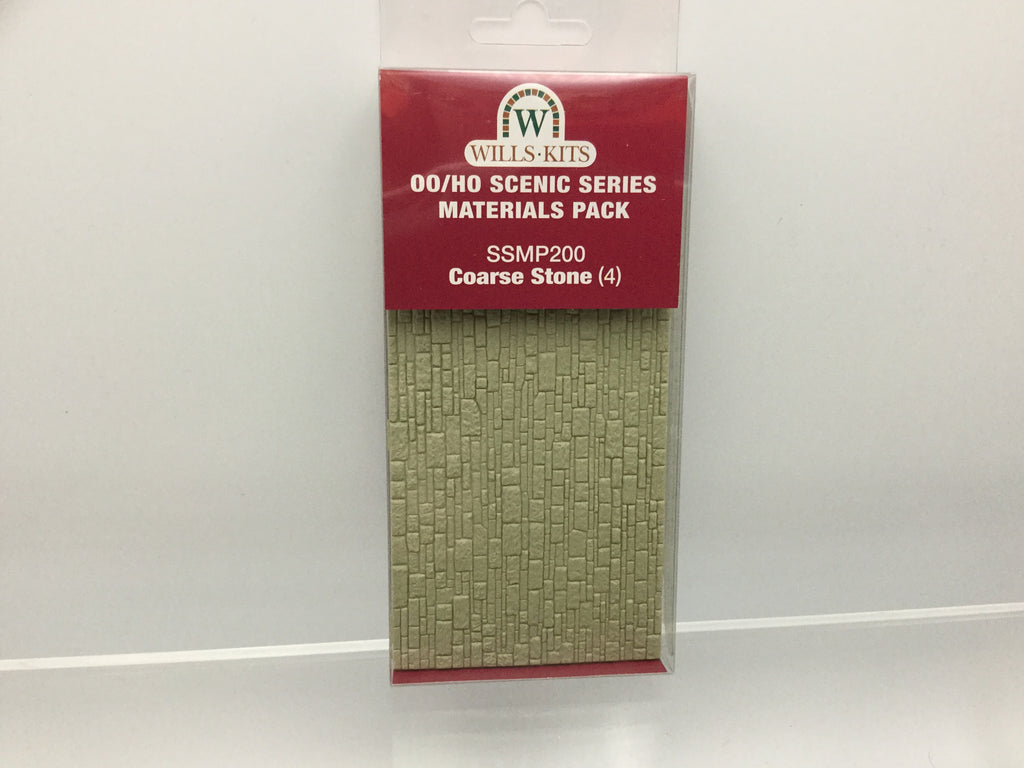 W
WILLS·KITS
OO/HO SCENIC SERIES
MATERIALS PACK
SSMP200
Coarse Stone (4)